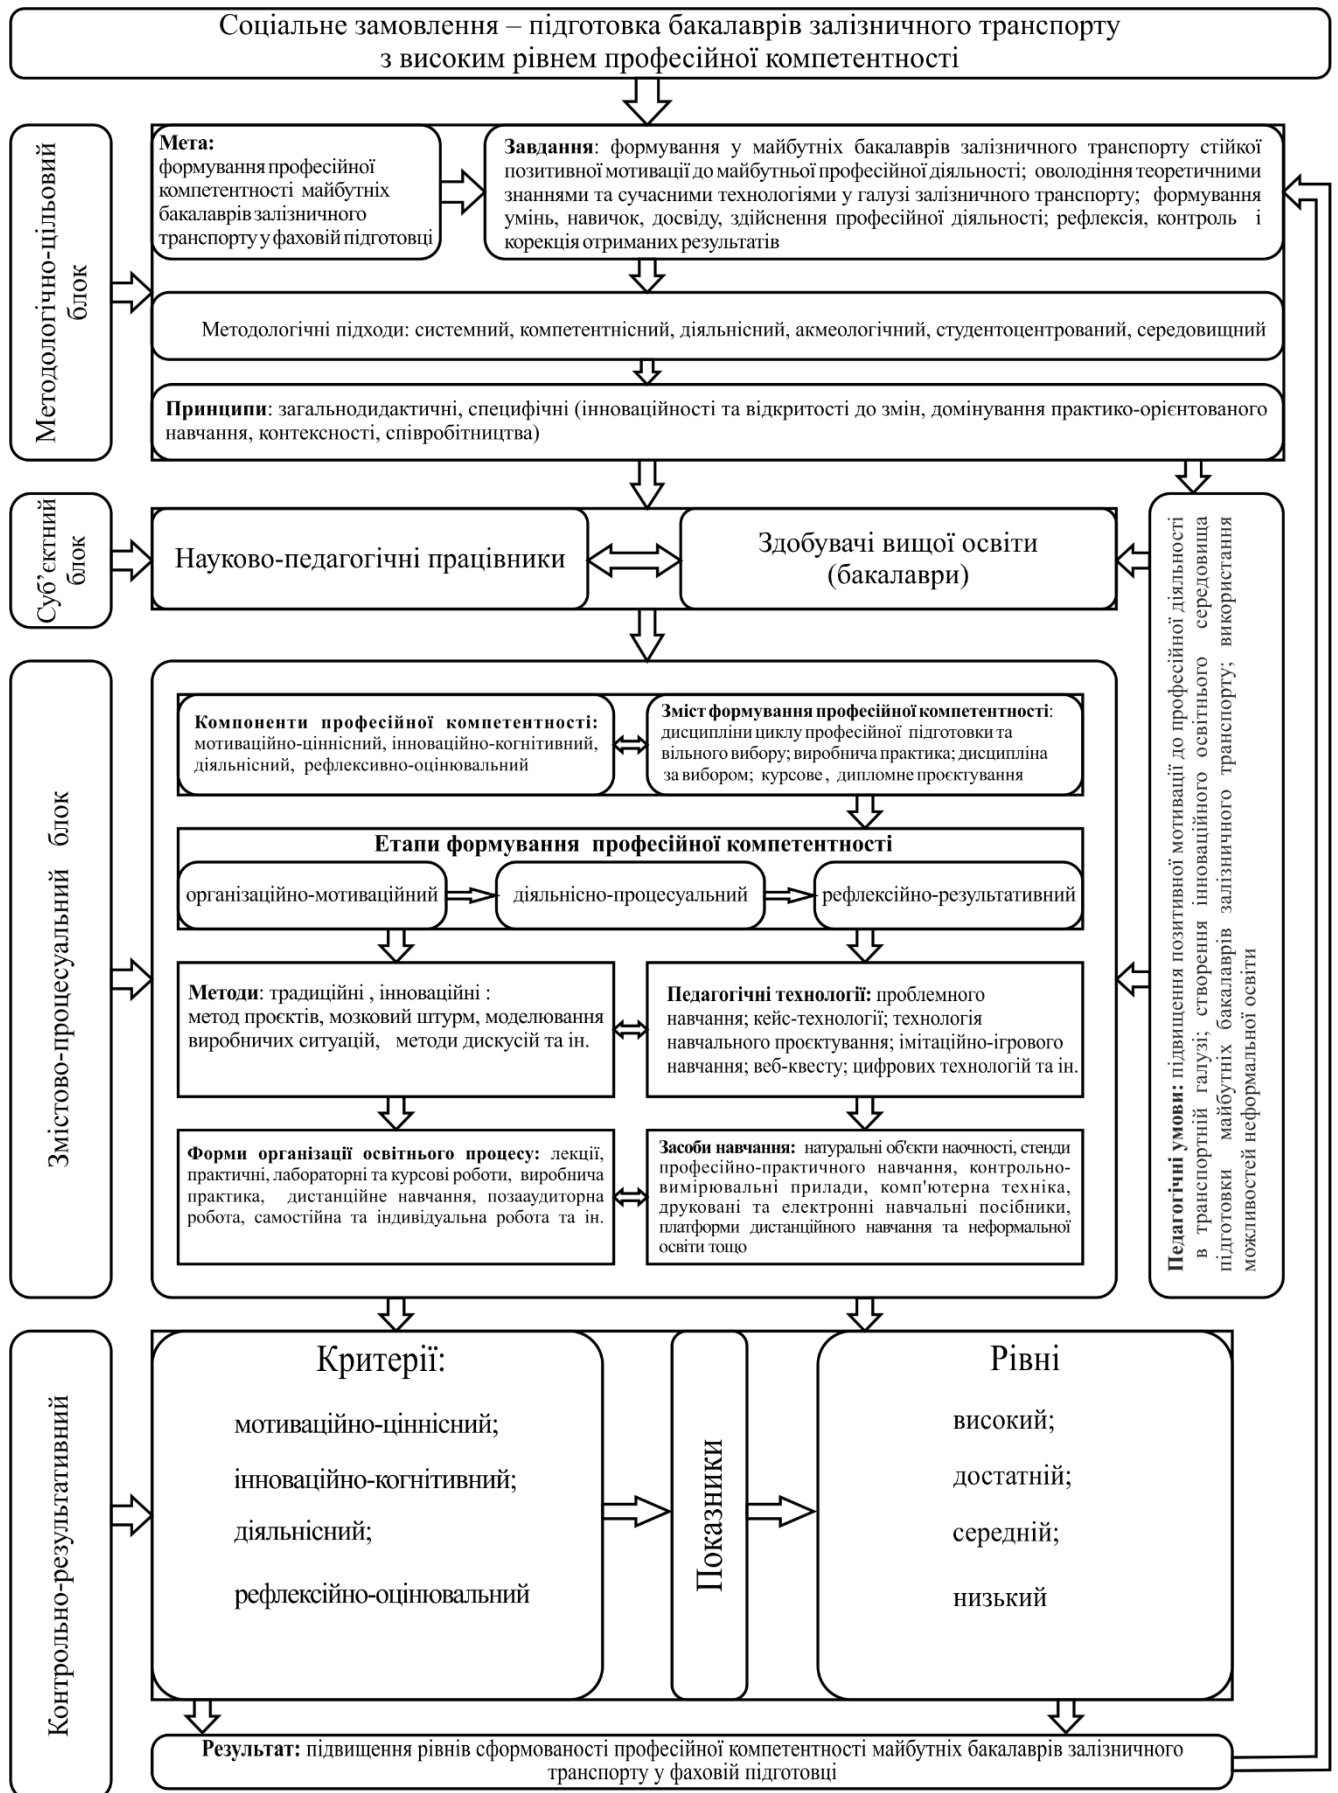 Соціальне замовлення – підготовка бакалаврів залізничного транспорту
з високим рівнем професійної компетентності
Методологічно-цільовий
блок
Мета:
формування професійної
компетентності майбутніх
бакалаврів залізничного
транспорту у фаховій підготовці
Завдання: формування у майбутніх бакалаврів залізничного транспорту стійкої
позитивної мотивації до майбутньої професійної діяльності; оволодіння теоретичними
знаннями та сучасними технологіями у галузі залізничного транспорту; формування
умінь, навичок, досвіду, здійснення професійної діяльності; рефлексія, контроль і
корекція отриманих результатів
Методологічні підходи: системний, компетентнісний, діяльнісний, акмеологічний, студентоцентрований, середовищний
Принципи: загальнодидактичні, специфічні (інноваційності та відкритості до змін, домінування практико-орієнтованого
навчання, контексності, співробітництва)
Суб’єктний
блок
Науково-педагогічні працівники
Здобувачі вищої освіти
(бакалаври)
Педагогічні умови: підвищення позитивної мотивації до професійної діяльності
в транспортній галузі; створення інноваційного освітнього середовища
підготовки майбутніх бакалаврів залізничного транспорту; використання
можливостей неформальної освіти
Змістово-процесуальний блок
Компоненти професійної компетентності:
мотиваційно-ціннісний, інноваційно-когнітивний,
діяльнісний, рефлексивно-оцінювальний
Зміст формування професійної компетентності:
дисципліни циклу професійної підготовки та
вільного вибору; виробнича практика; дисципліна
за вибором; курсове, дипломне проєктування
Етапи формування професійної компетентності
організаційно-мотиваційний
діяльнісно-процесуальний
рефлексійно-результативний
Методи: традиційні , інноваційні :
метод проєктів, мозковий штурм, моделювання
виробничих ситуацій, методи дискусій та ін.
Педагогічні технології: проблемного
навчання; кейс-технології; технологія
навчального проєктування; імітаційно-ігрового
навчання; веб-квесту; цифрових технологій та ін.
Форми організації освітнього процесу: лекції,
практичні, лабораторні та курсові роботи, виробнича
практика, дистанційне навчання, позааудиторна
робота, самостійна та індивідуальна робота та ін.
Засоби навчання: натуральні об'єкти наочності, стенди
професійно-практичного навчання, контрольно-
вимірювальні прилади, комп'ютерна техніка,
друковані та електронні навчальні посібники,
платформи дистанційного навчання та неформальної
освіти тощо
Контрольно-результативний
Критерії:
мотиваційно-ціннісний;
інноваційно-когнітивний;
діяльнісний;
рефлексійно-оцінювальний
Показники
Рівні
високий;
достатній;
середній;
низький
Результат: підвищення рівнів сформованості професійної компетентності майбутніх бакалаврів залізничного
транспорту у фаховій підготовці